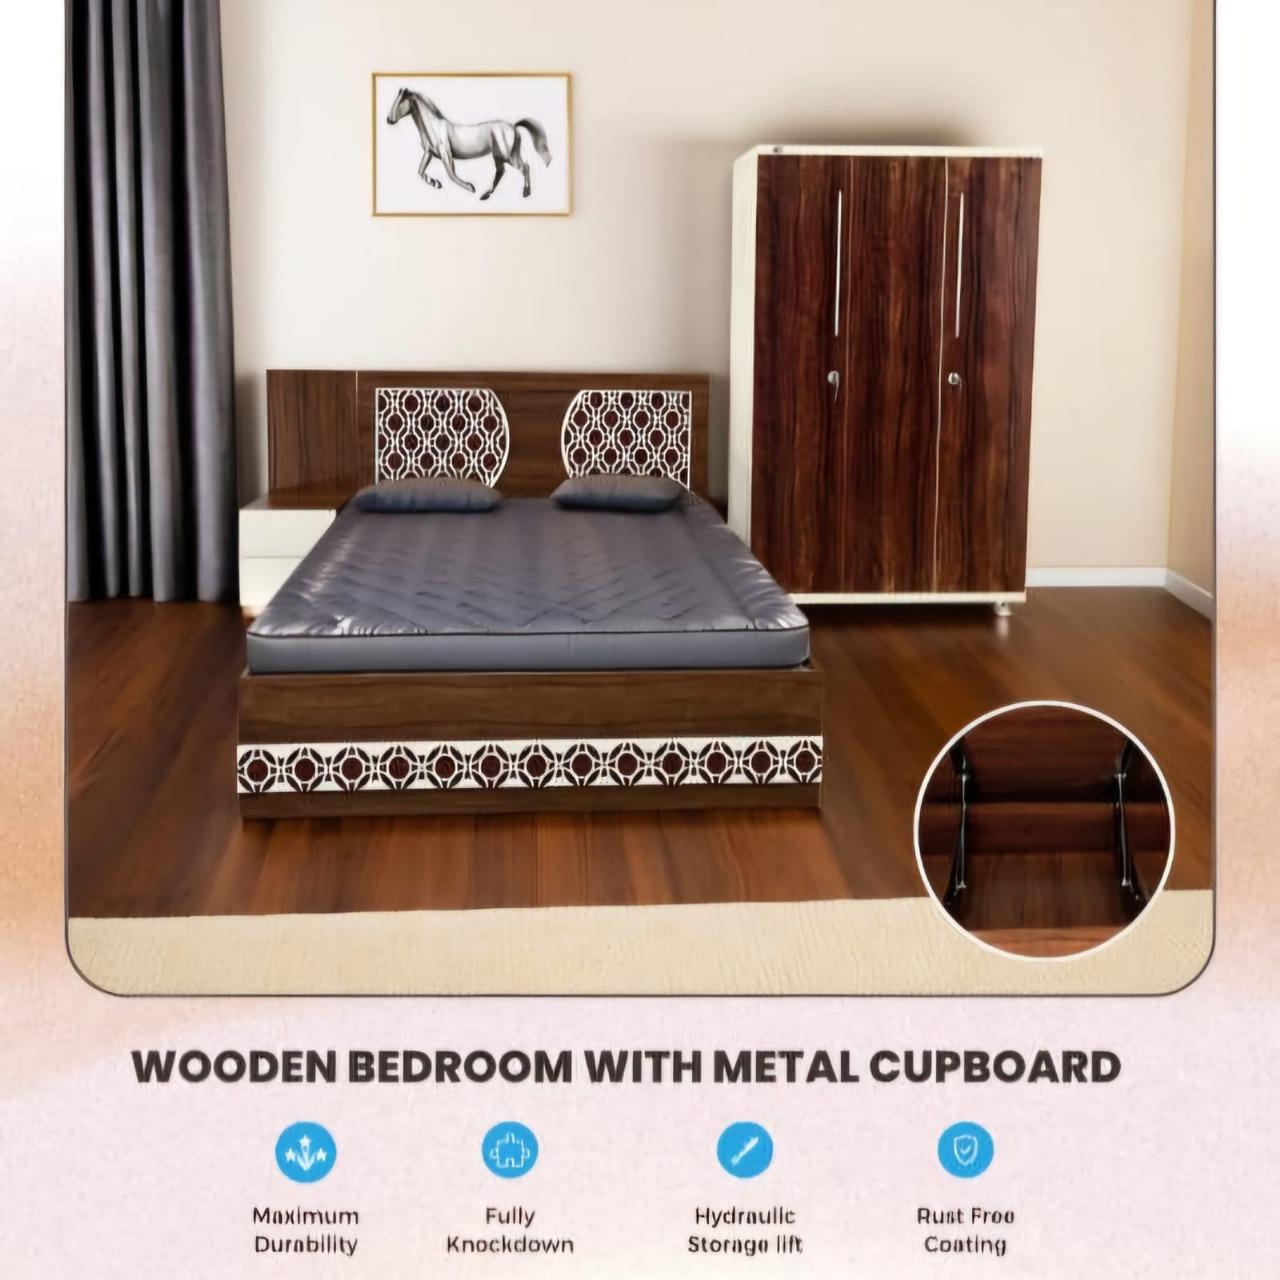 WOODEN BEDROOM WITH METAL CUPBOARD
Maximum
Durability
Fully
Knockdown
Hydraulic
Storage lift
Rust Free
Coating